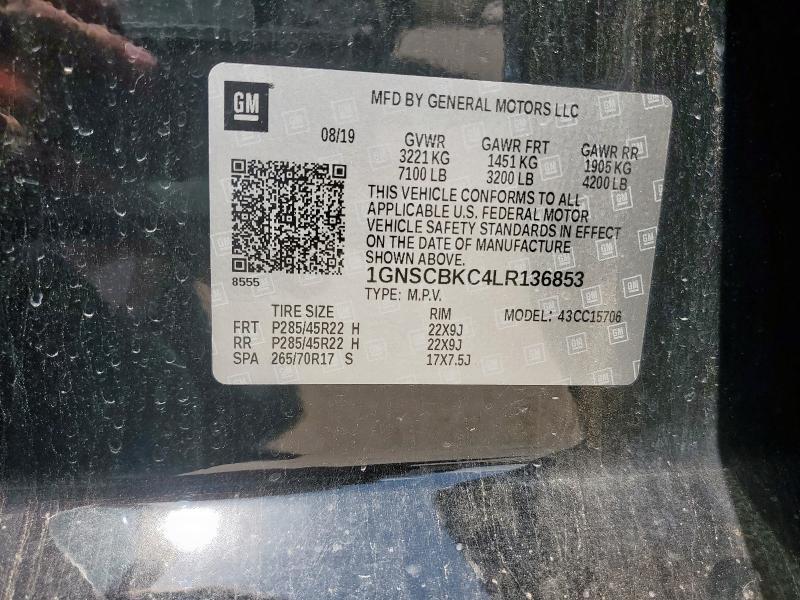 GM
MFD BY GENERAL MOTORS LLC
08/19
GVWR GAWR FRT GAWR RR
3221 KG 1451 KG 1905 KG
7100 LB 3200 LB 4200 LB
THIS VEHICLE CONFORMS TO ALL
APPLICABLE U.S. FEDERAL MOTOR
VEHICLE SAFETY STANDARDS IN EFFECT
ON THE DATE OF MANUFACTURE
SHOWN ABOVE.
8555
1GNSCBKC4LR136853
TYPE: M.P.V.
TIRE SIZE RIM MODEL: 43CC15706
FRT P285/45R22 H 22X9J
RR P285/45R22 H 22X9J
SPA 265/70R17 S 17X7.5J